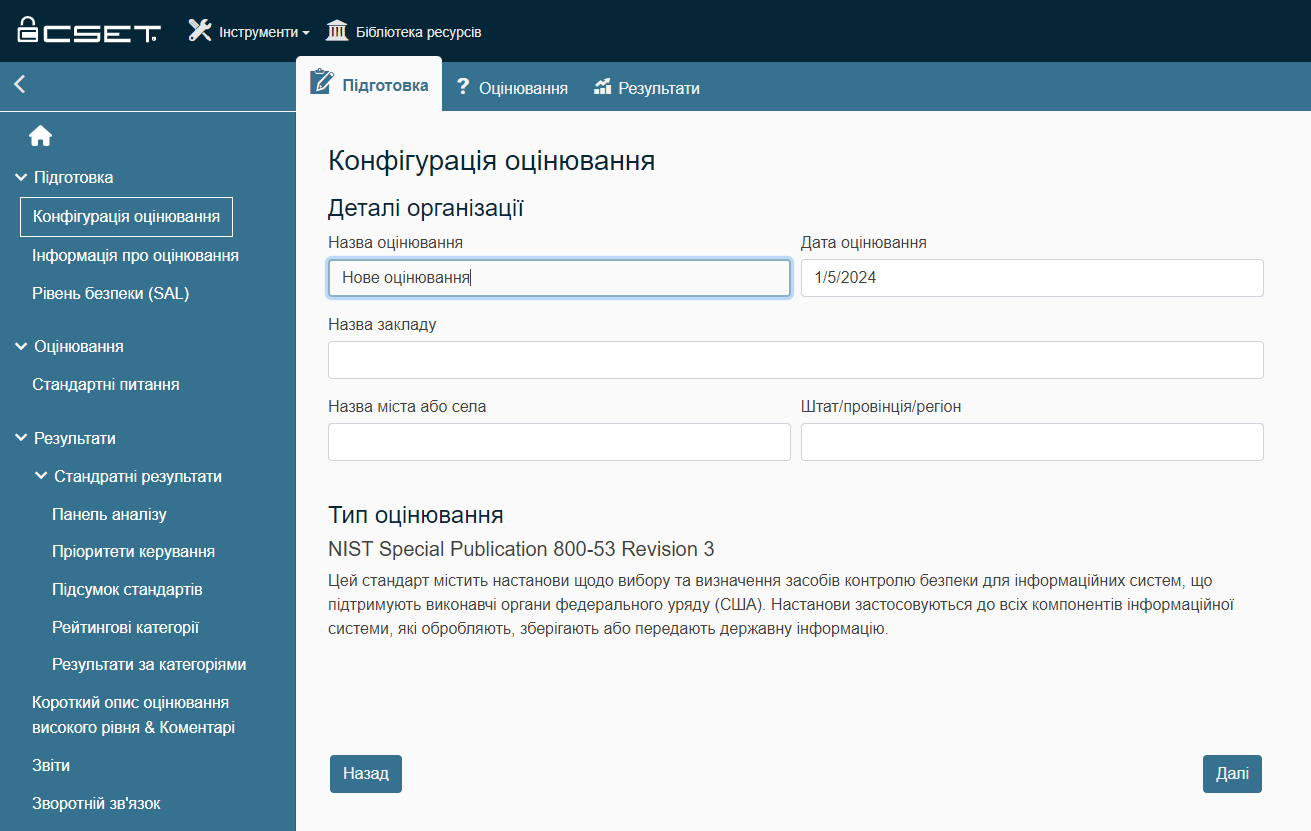 CSET
Інструменти
Бібліотека ресурсів
Підготовка
? Оцінювання
Результати
Підготовка
Конфігурація оцінювання
Інформація про оцінювання
Рівень безпеки (SAL)
Оцінювання
Стандартні питання
Результати
Стандратні результати
Панель аналізу
Пріоритети керування
Підсумок стандартів
Рейтингові категорії
Результати за категоріями
Короткий опис оцінювання
високого рівня & Коментарі
Звіти
Зворотній зв'язок
Конфігурація оцінювання
Деталі організації
Назва оцінювання
Дата оцінювання
Нове оцінювання
1/5/2024
Назва закладу
Назва міста або села
Штат/провінція/регіон
Тип оцінювання
NIST Special Publication 800-53 Revision 3
Цей стандарт містить настанови щодо вибору та визначення засобів контролю безпеки для інформаційних систем, що
підтримують виконавчі органи федерального уряду (США). Настанови застосовуються до всіх компонентів інформаційної
системи, які обробляють, зберігають або передають державну інформацію.
Назад
Далі